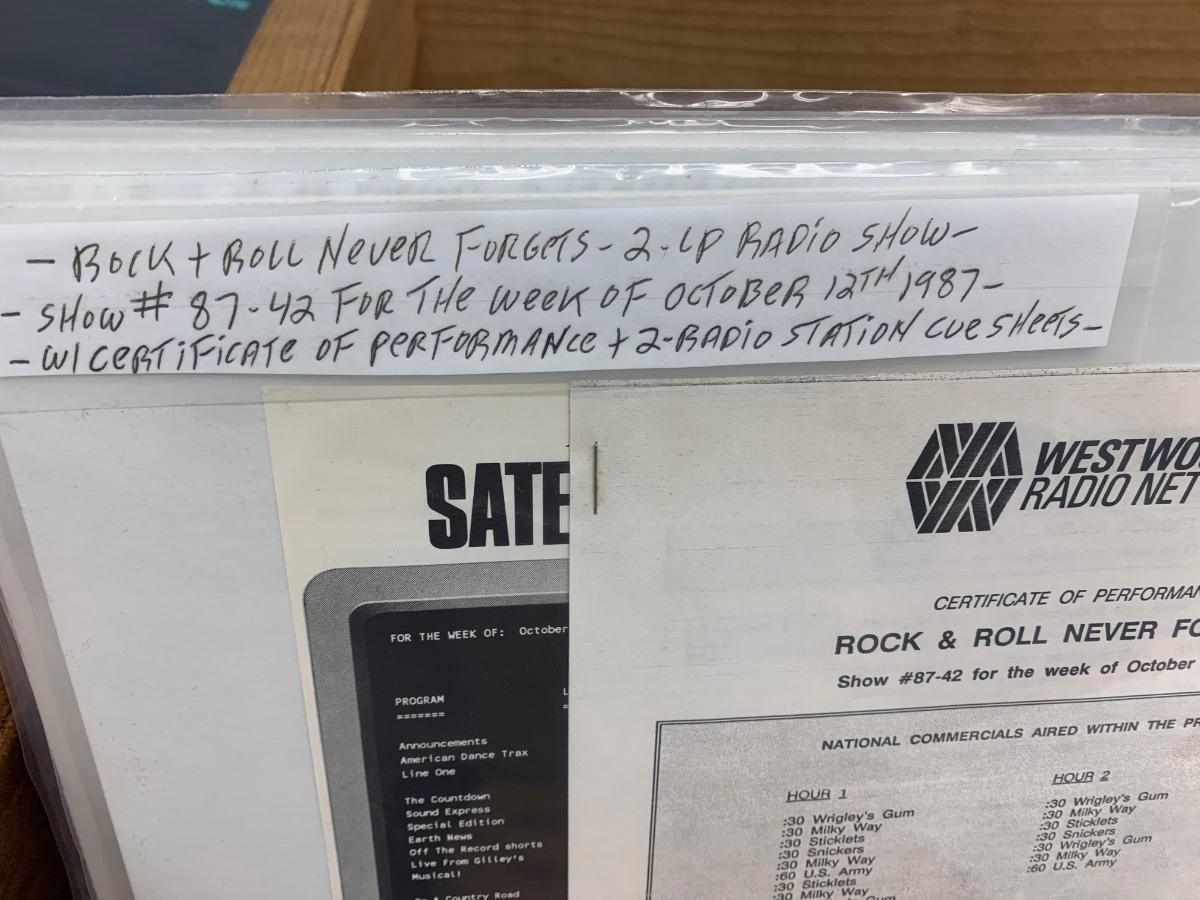 - ROCK + ROLL NEVER FORGETS - 2-LP RADIO SHOW -
- SHOW # 87-42 FOR THE WEEK OF OCTOBER 12TH 1987 -
- W/ CERTIFICATE OF PERFORMANCE + 2-RADIO STATION CUE SHEETS -
SATE
FOR THE WEEK OF: October
PROGRAM
=======
Announcements
American Dance Trax
Line One
The Countdown
Sound Express
Special Edition
Earth News
Off The Record shorts
Live From Gilley's
Musical!
A Country Road
WESTWO
RADIO NET
CERTIFICATE OF PERFORMAN
ROCK & ROLL NEVER FO
Show #87-42 for the week of October
NATIONAL COMMERCIALS AIRED WITHIN THE PR
HOUR 1
:30 Wrigley's Gum
:30 Milky Way
:30 Sticklets
:30 Snickers
:30 Milky Way
:60 U.S. Army
:30 Sticklets
:30 Milky Way
Gum
HOUR 2
:30 Wrigley's Gum
:30 Milky Way
:30 Sticklets
:30 Snickers
:30 Wrigley's Gum
:30 Milky Way
:60 U.S. Army